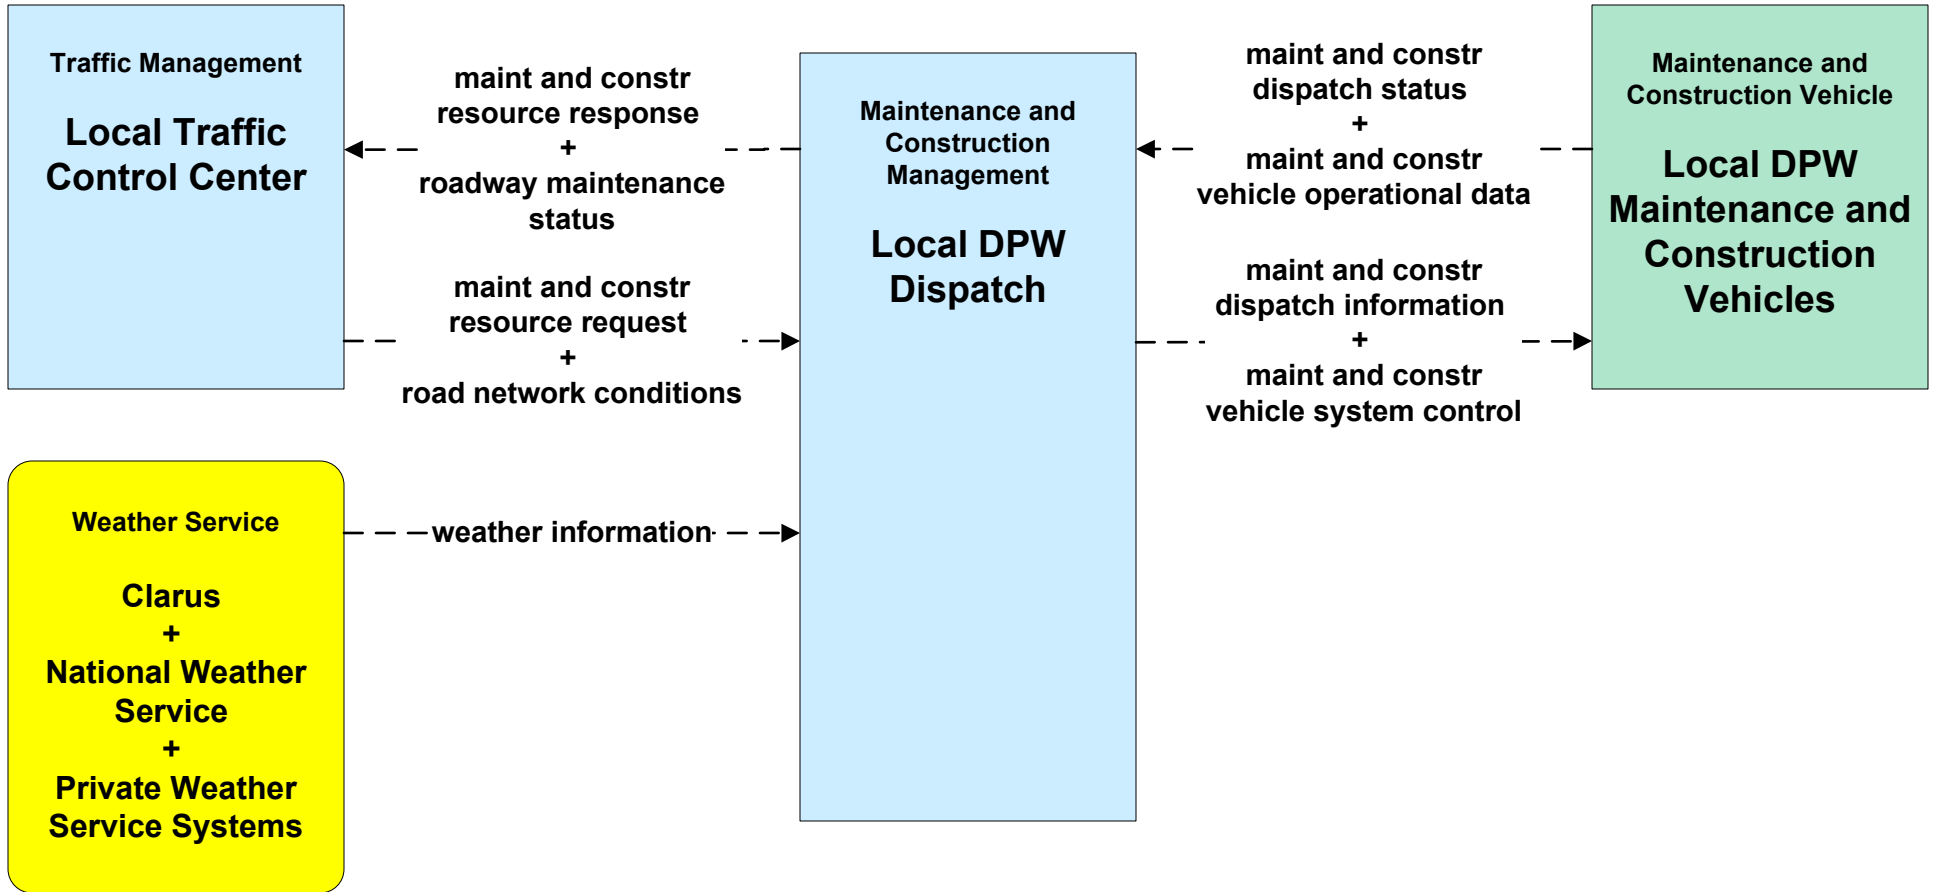 Traffic Management
Local Traffic
Control Center
maint and constr
resource response
+
roadway maintenance
status
maint and constr
resource request
+
road network conditions
Weather Service
Clarus
+
National Weather
Service
+
Private Weather
Service Systems
weather information
Maintenance and
Construction
Management
Local DPW
Dispatch
maint and constr
dispatch status
+
maint and constr
vehicle operational data
maint and constr
dispatch information
+
maint and constr
vehicle system control
Maintenance and
Construction Vehicle
Local DPW
Maintenance and
Construction
Vehicles